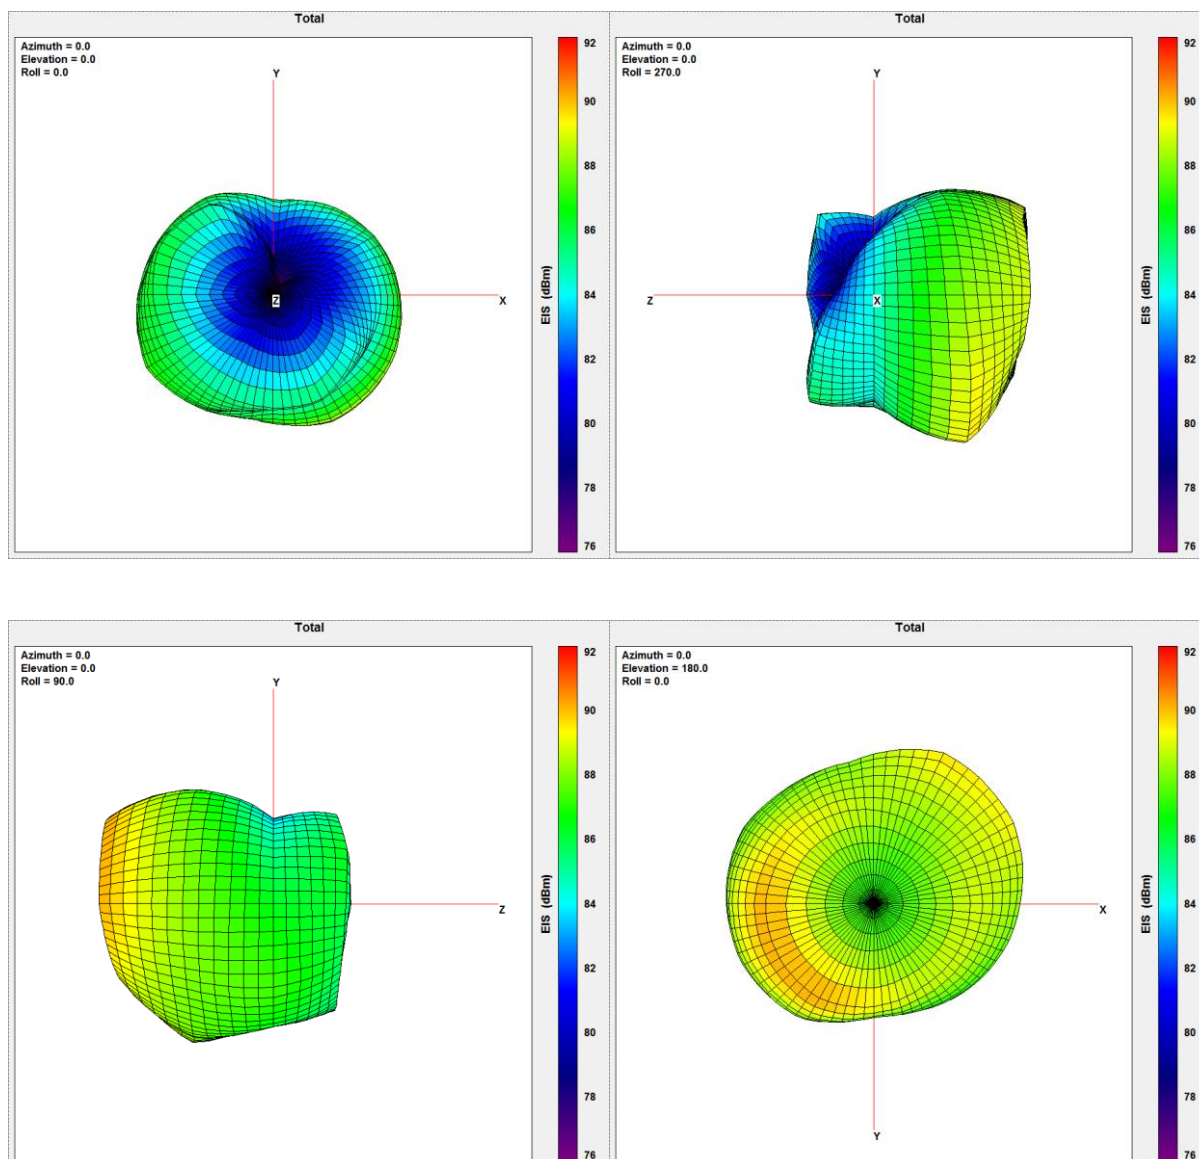 Total
Azimuth = 0.0
Elevation = 0.0
Roll = 0.0
Y
X
Z
92
90
88
86
84
82
80
78
76
EIS (dBm)
Total
Azimuth = 0.0
Elevation = 0.0
Roll = 270.0
Y
Z
X
92
90
88
86
84
82
80
78
76
EIS (dBm)
Total
Azimuth = 0.0
Elevation = 0.0
Roll = 90.0
Y
Z
92
90
88
86
84
82
80
78
76
EIS (dBm)
Total
Azimuth = 0.0
Elevation = 180.0
Roll = 0.0
X
Y
92
90
88
86
84
82
80
78
76
EIS (dBm)